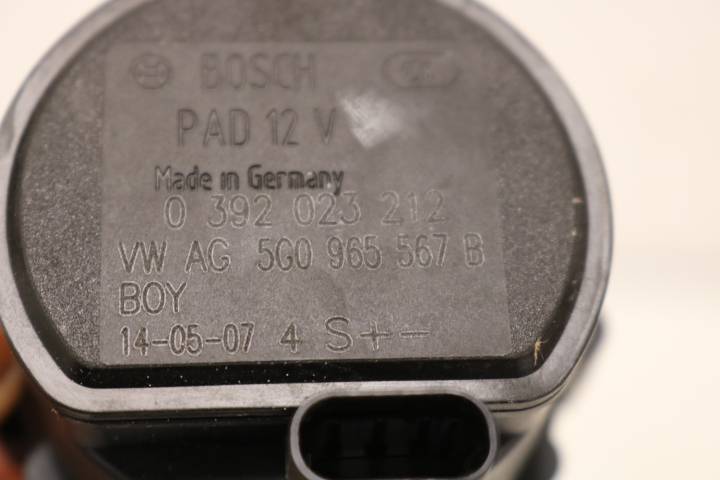 BOSCH
PAD 12 V
Made in Germany
0 392 023 212
VW AG 5G0 965 567 B
BOY
14-05-07 4 S+-